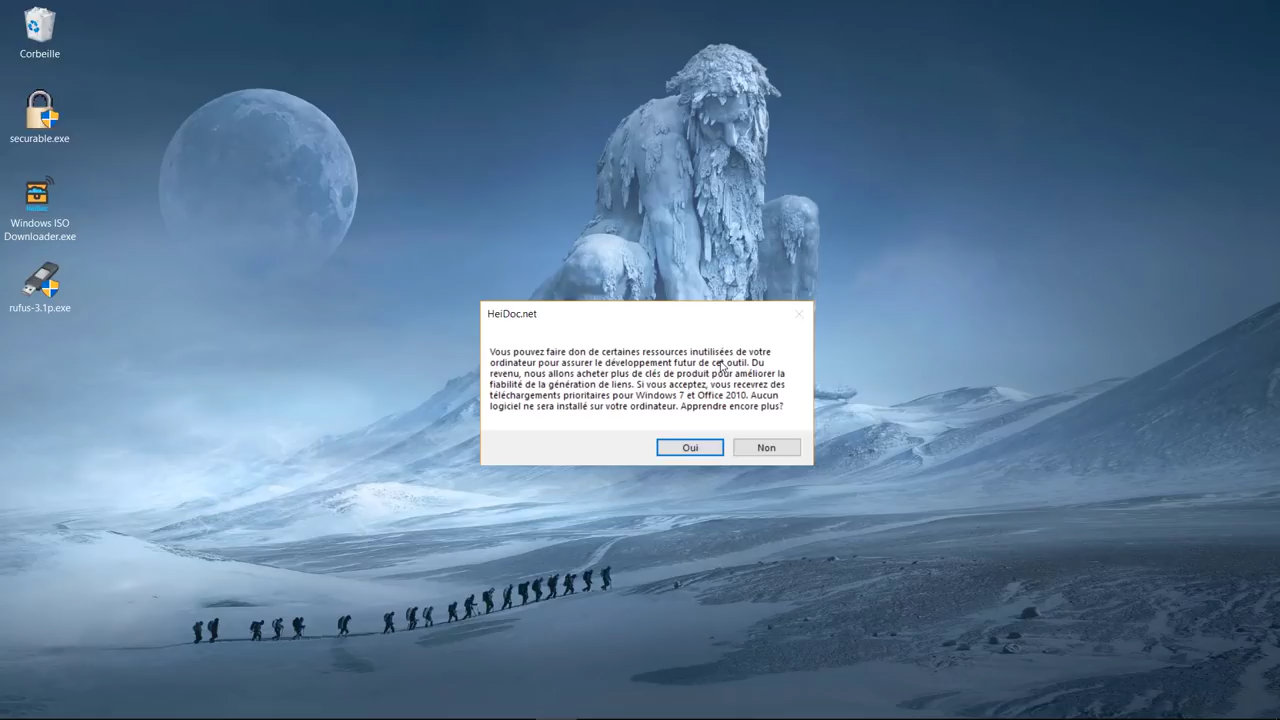 Corbeille
securable.exe
Windows ISO
Downloader.exe
rufus-3.1p.exe
HeiDoc.net
Vous pouvez faire don de certaines ressources inutilisées de votre
ordinateur pour assurer le développement futur de cet outil. Du
revenu, nous allons acheter plus de clés de produit pour améliorer la
fiabilité de la génération de liens. Si vous acceptez, vous recevrez des
téléchargements prioritaires pour Windows 7 et Office 2010. Aucun
logiciel ne sera installé sur votre ordinateur. Apprendre encore plus?
Oui Non